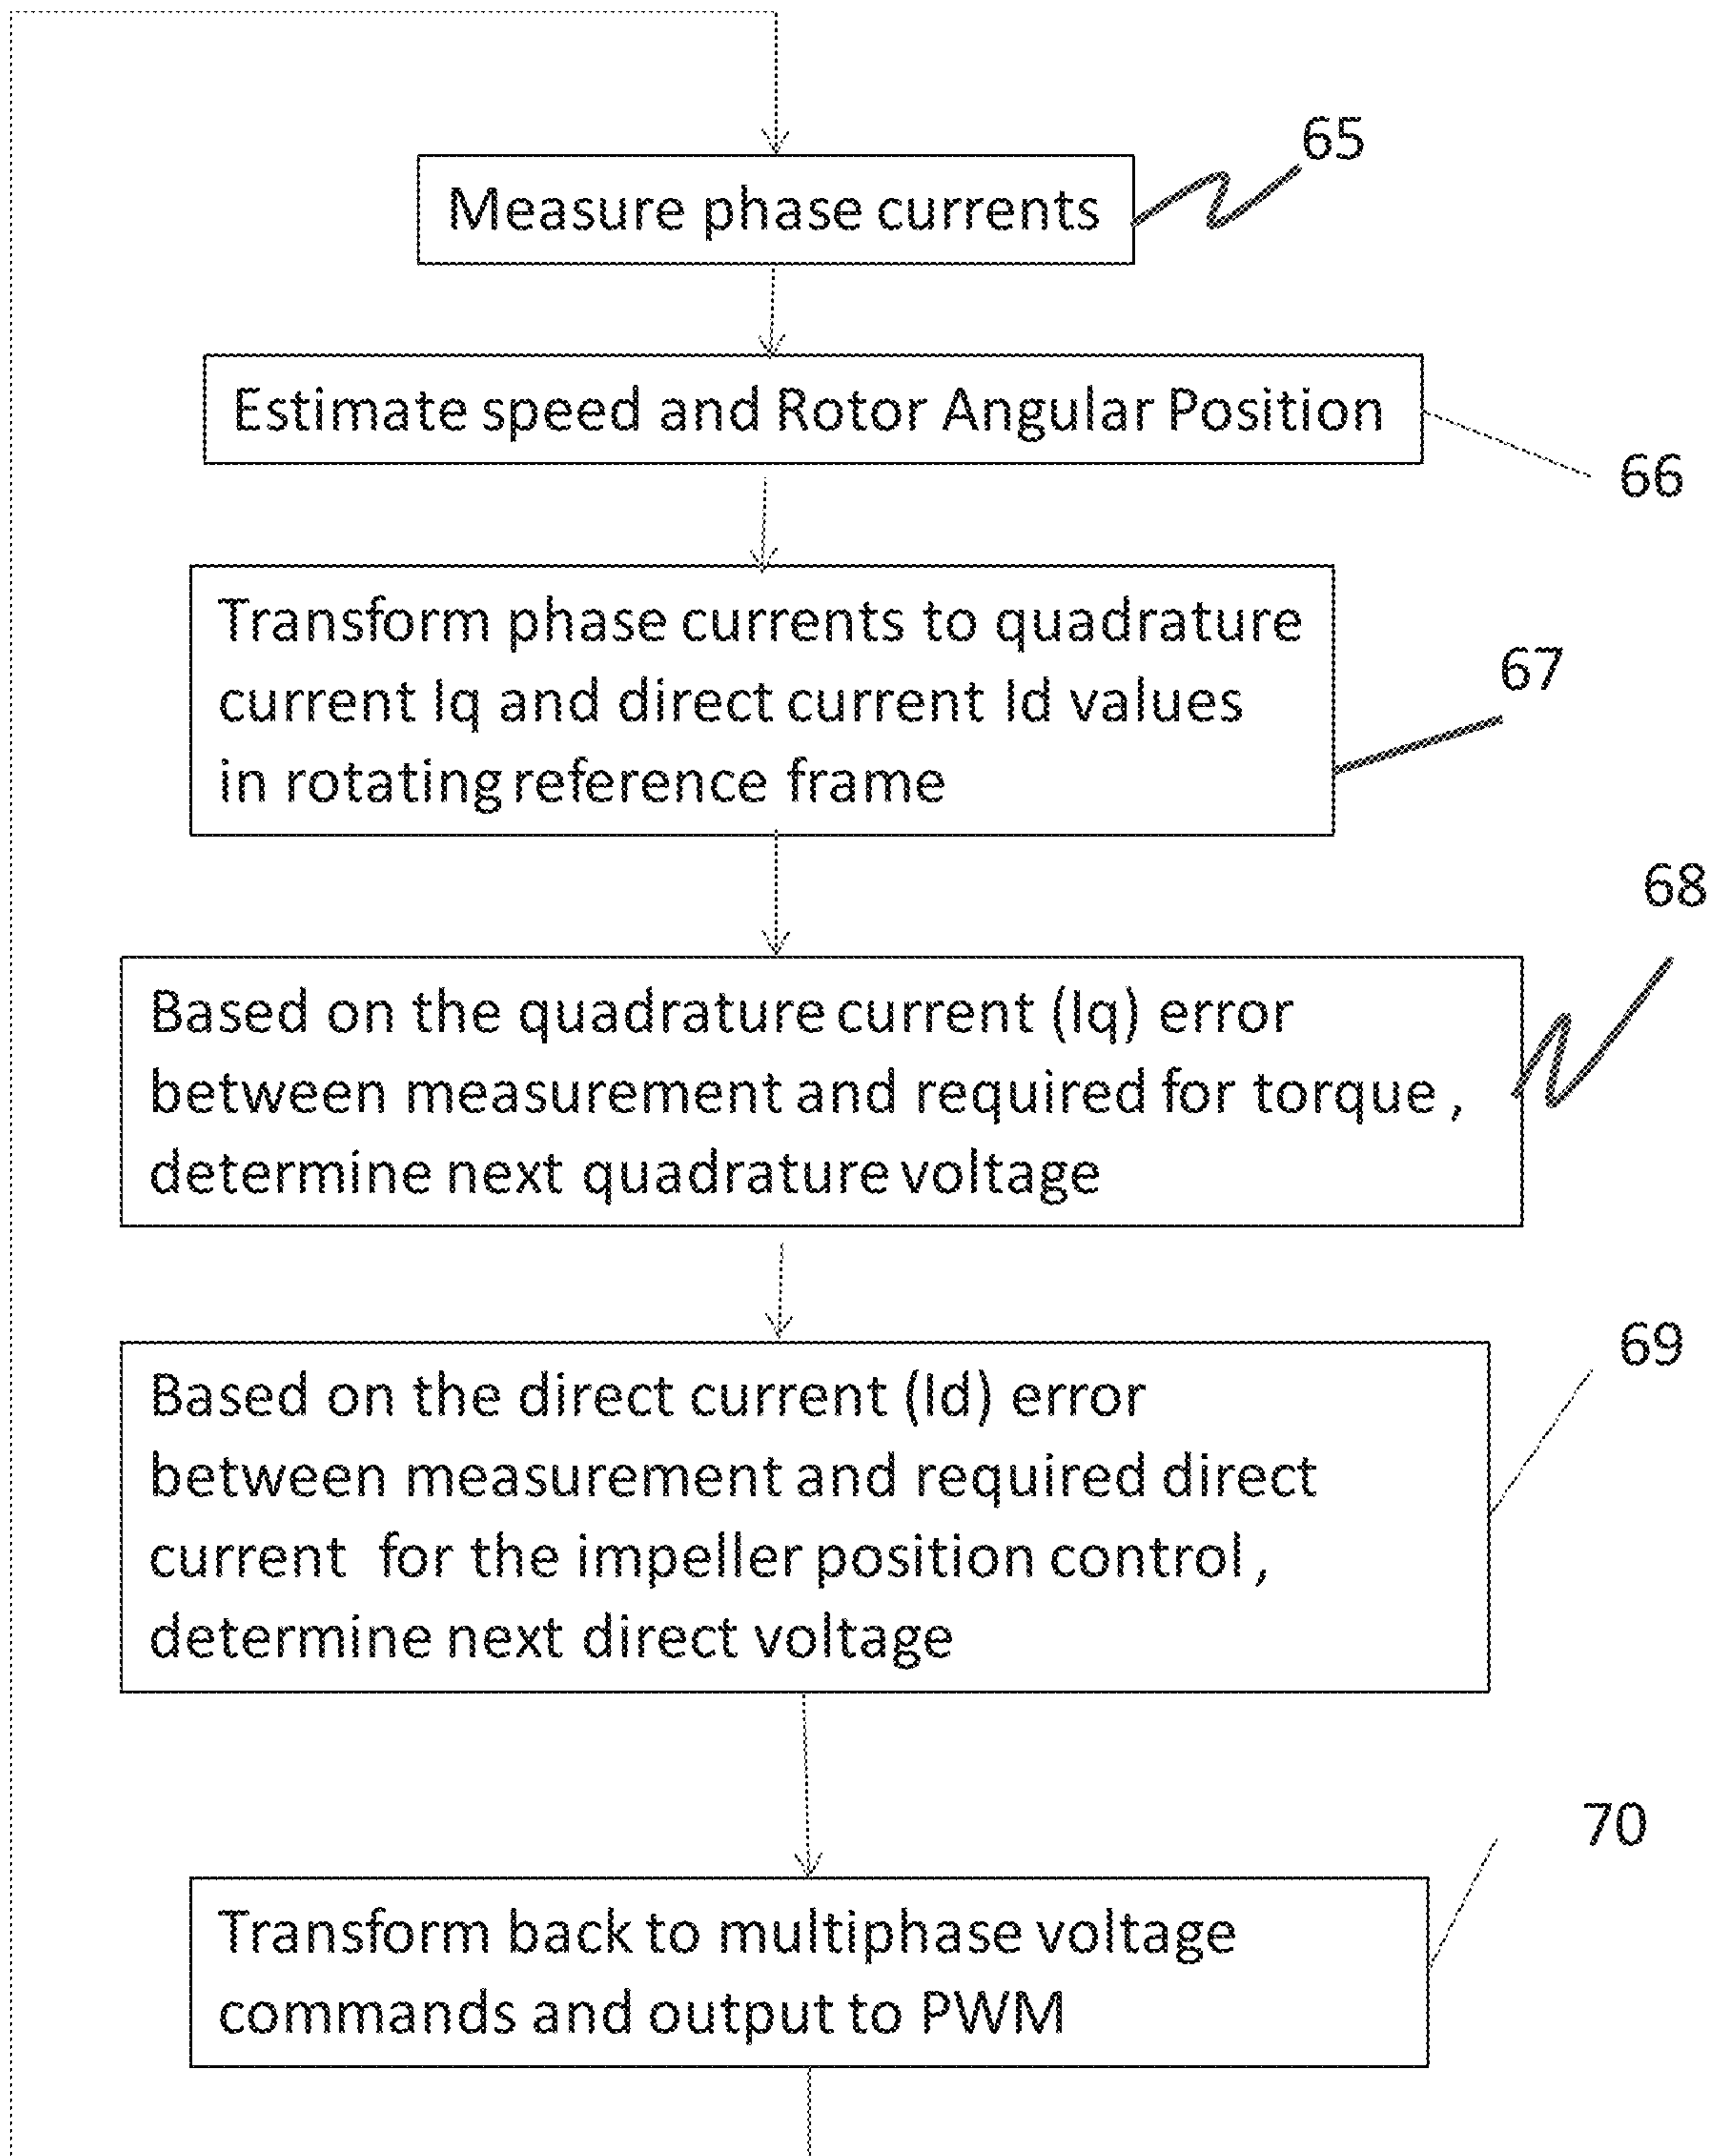 65
Measure phase currents
Estimate speed and Rotor Angular Position
66
Transform phase currents to quadrature
current Iq and direct current Id values
in rotating reference frame
67
68
Based on the quadrature current (Iq) error
between measurement and required for torque ,
determine next quadrature voltage
69
Based on the direct current (Id) error
between measurement and required direct
current for the impeller position control ,
determine next direct voltage
70
Transform back to multiphase voltage
commands and output to PWM